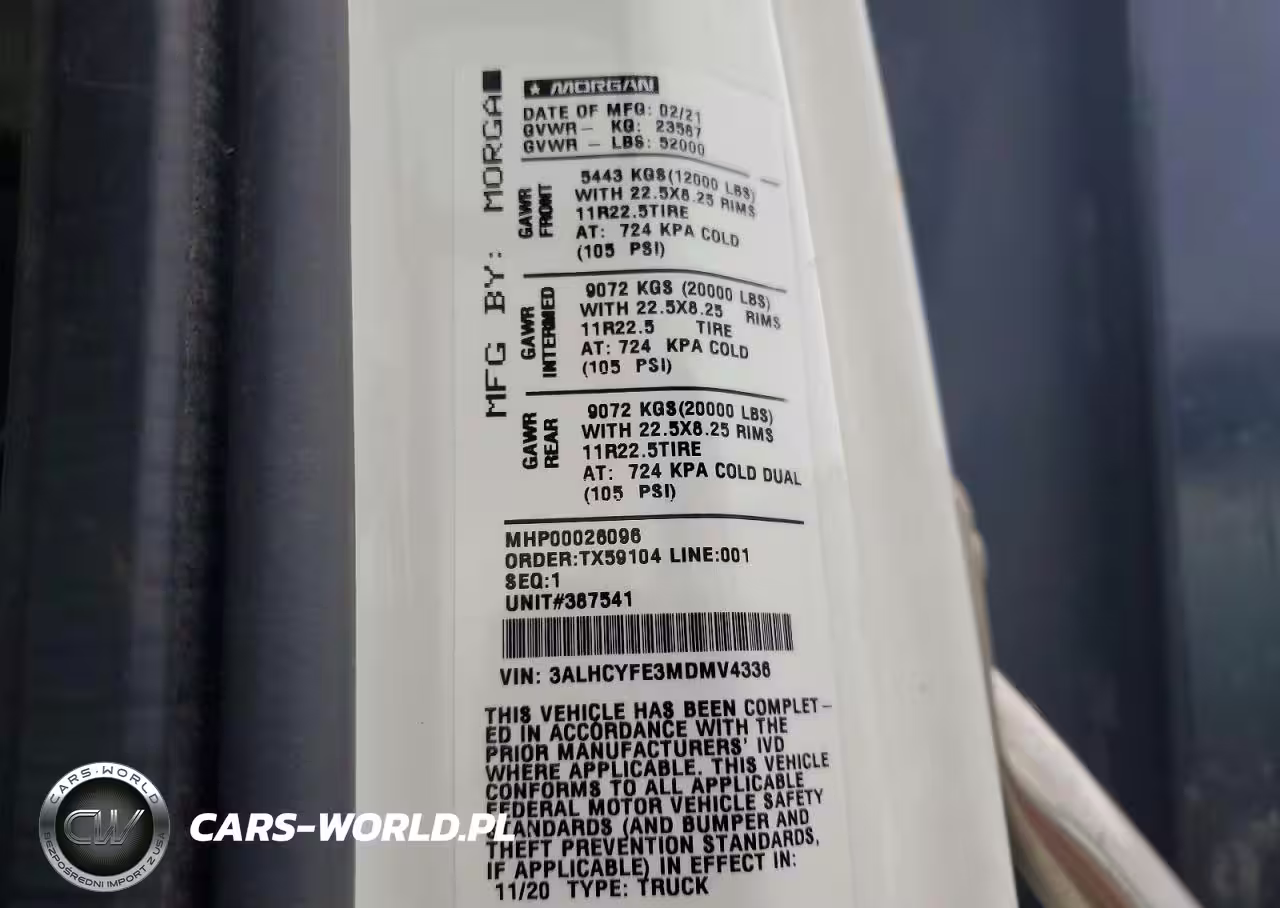 MFG BY: MORGA
MORGAN
DATE OF MFG: 02/21
GVWR - KG: 23587
GVWR - LBS: 52000
GAWR
FRONT
5443 KGS(12000 LBS)
WITH 22.5X8.25 RIMS
11R22.5TIRE
AT: 724 KPA COLD
(105 PSI)
GAWR
INTERMED
9072 KGS (20000 LBS)
WITH 22.5X8.25 RIMS
11R22.5 TIRE
AT: 724 KPA COLD
(105 PSI)
GAWR
REAR
9072 KGS(20000 LBS)
WITH 22.5X8.25 RIMS
11R22.5TIRE
AT: 724 KPA COLD DUAL
(105 PSI)
MHP00026096
ORDER:TX59104 LINE:001
SEQ:1
UNIT#387541
VIN: 3ALHCYFE3MDMV4336
THIS VEHICLE HAS BEEN COMPLET-
ED IN ACCORDANCE WITH THE
PRIOR MANUFACTURERS' IVD
WHERE APPLICABLE. THIS VEHICLE
CONFORMS TO ALL APPLICABLE
FEDERAL MOTOR VEHICLE SAFETY
STANDARDS (AND BUMPER AND
THEFT PREVENTION STANDARDS,
IF APPLICABLE) IN EFFECT IN:
11/20 TYPE: TRUCK
CARS-WORLD
CW
BEZPOŚREDNI IMPORT Z USA
CARS-WORLD.PL